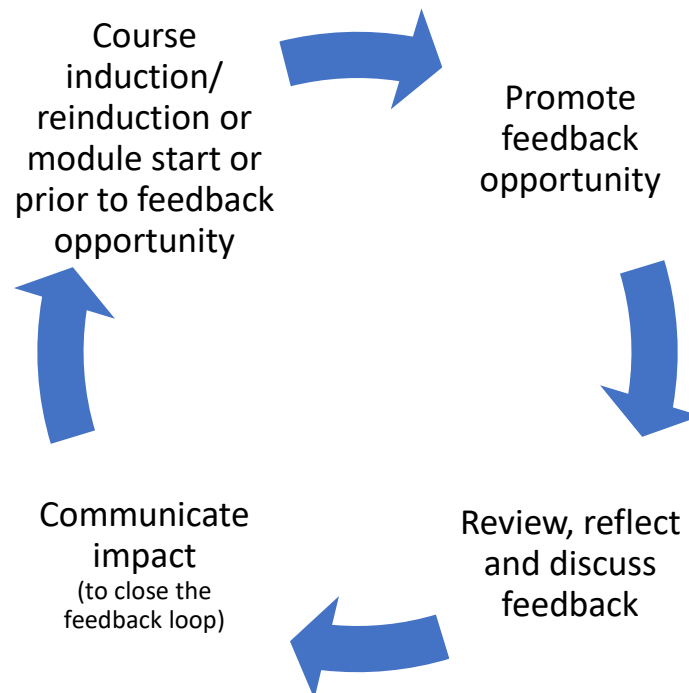 Course
induction/
reinduction or
module start or
prior to feedback
opportunity
Promote
feedback
opportunity
Review, reflect
and discuss
feedback
Communicate
impact
(to close the
feedback loop)